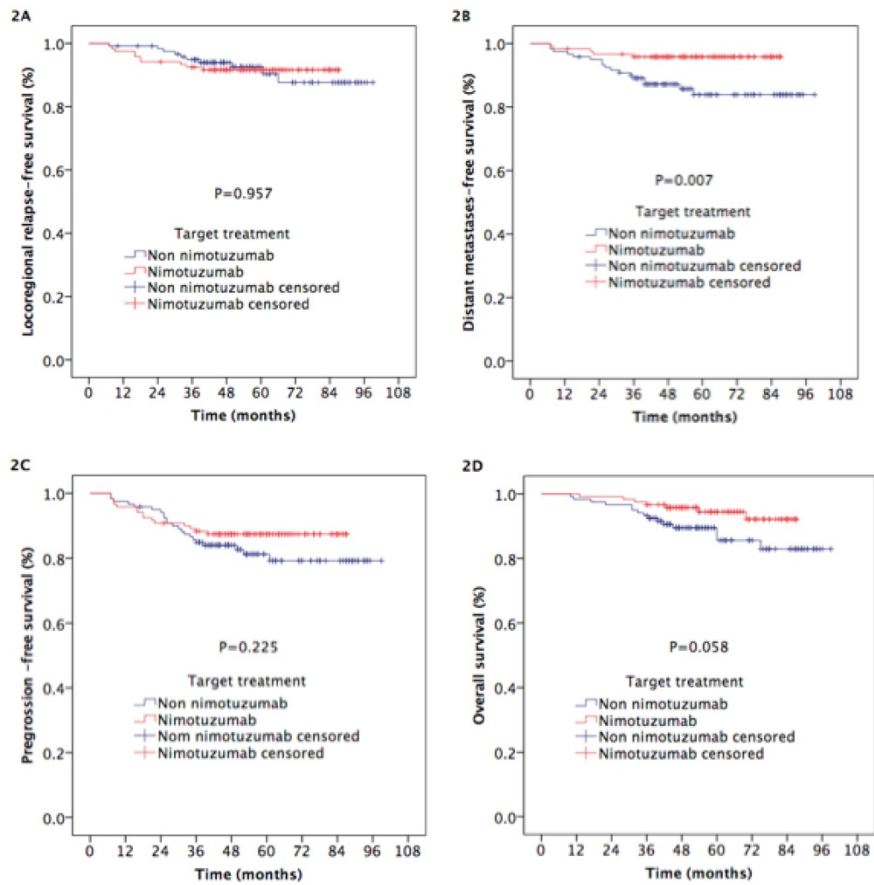 2A
Locoregional relapse-free survival (%)
1.0
0.8
0.6
0.4
0.2
0.0
P=0.957
Target treatment
Non nimotuzumab
Nimotuzumab
Non nimotuzumab censored
Nimotuzumab censored
0 12 24 36 48 60 72 84 96 108
Time (months)
2B
Distant metastases-free survival (%)
1.0
0.8
0.6
0.4
0.2
0.0
P=0.007
Target treatment
Non nimotuzumab
Nimotuzumab
Non nimotuzumab censored
Nimotuzumab censored
0 12 24 36 48 60 72 84 96 108
Time (months)
2C
Pregrossion -free survival (%)
1.0
0.8
0.6
0.4
0.2
0.0
P=0.225
Target treatment
Non nimotuzumab
Nimotuzumab
Nom nimotuzumab censored
Nimotuzumab censored
0 12 24 36 48 60 72 84 96 108
Time (months)
2D
Overall survival (%)
1.0
0.8
0.6
0.4
0.2
0.0
P=0.058
Target treatment
Non nimotuzumab
Nimotuzumab
Non nimotuzumab censored
Nimotuzumab censored
0 12 24 36 48 60 72 84 96 108
Time (months)